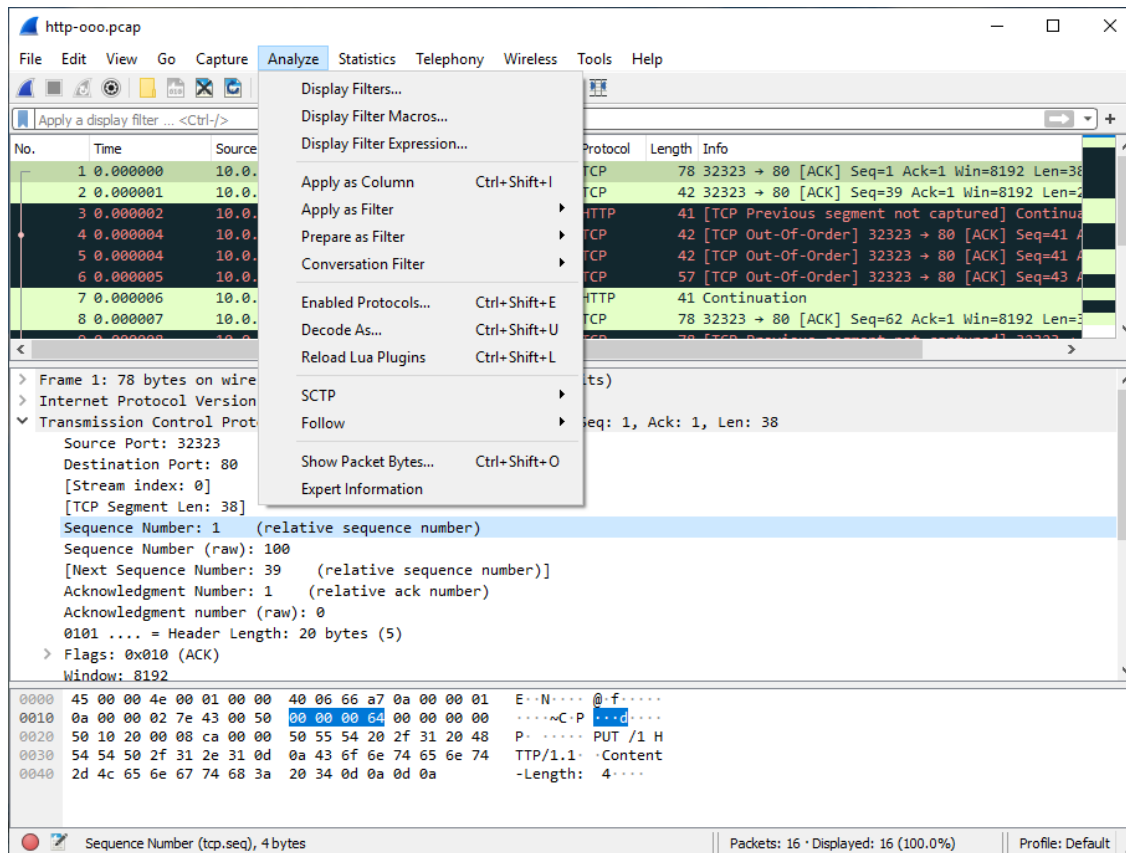 http-ooo.pcap
File Edit View Go Capture Analyze Statistics Telephony Wireless Tools Help
Apply a display filter ... <Ctrl-/>
Display Filters...
Display Filter Macros...
Display Filter Expression...
Apply as Column Ctrl+Shift+I
Apply as Filter
Prepare as Filter
Conversation Filter
Enabled Protocols... Ctrl+Shift+E
Decode As... Ctrl+Shift+U
Reload Lua Plugins Ctrl+Shift+L
SCTP
Follow
Show Packet Bytes... Ctrl+Shift+O
Expert Information
No. Time Source Protocol Length Info
1 0.000000 10.0. TCP 78 32323 → 80 [ACK] Seq=1 Ack=1 Win=8192 Len=38
2 0.000001 10.0. TCP 42 32323 → 80 [ACK] Seq=39 Ack=1 Win=8192 Len=2
3 0.000002 10.0. HTTP 41 [TCP Previous segment not captured] Continua
4 0.000004 10.0. TCP 42 [TCP Out-Of-Order] 32323 → 80 [ACK] Seq=41 A
5 0.000004 10.0. TCP 42 [TCP Out-Of-Order] 32323 → 80 [ACK] Seq=41 A
6 0.000005 10.0. TCP 57 [TCP Out-Of-Order] 32323 → 80 [ACK] Seq=43 A
7 0.000006 10.0. HTTP 41 Continuation
8 0.000007 10.0. TCP 78 32323 → 80 [ACK] Seq=62 Ack=1 Win=8192 Len=3
Frame 1: 78 bytes on wire its)
Internet Protocol Version
Transmission Control Prot Seq: 1, Ack: 1, Len: 38
Source Port: 32323
Destination Port: 80
[Stream index: 0]
[TCP Segment Len: 38]
Sequence Number: 1 (relative sequence number)
Sequence Number (raw): 100
[Next Sequence Number: 39 (relative sequence number)]
Acknowledgment Number: 1 (relative ack number)
Acknowledgment number (raw): 0
0101 .... = Header Length: 20 bytes (5)
Flags: 0x010 (ACK)
Window: 8192
0000 45 00 00 4e 00 01 00 00 40 06 66 a7 0a 00 00 01 E··N···· @·f·····
0010 0a 00 00 02 7e 43 00 50 00 00 00 64 00 00 00 00 ····~C·P ···d····
0020 50 10 20 00 08 ca 00 00 50 55 54 20 2f 31 20 48 P· ····· PUT /1 H
0030 54 54 50 2f 31 2e 31 0d 0a 43 6f 6e 74 65 6e 74 TTP/1.1· ·Content
0040 2d 4c 65 6e 67 74 68 3a 20 34 0d 0a 0d 0a -Length: 4····
Sequence Number (tcp.seq), 4 bytes Packets: 16 · Displayed: 16 (100.0%) Profile: Default